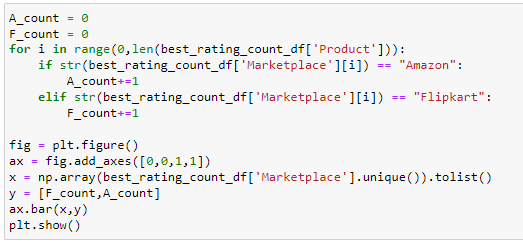 A_count = 0
F_count = 0
for i in range(0,len(best_rating_count_df['Product'])):
    if str(best_rating_count_df['Marketplace'][i]) == "Amazon":
        A_count+=1
    elif str(best_rating_count_df['Marketplace'][i]) == "Flipkart":
        F_count+=1

fig = plt.figure()
ax = fig.add_axes([0,0,1,1])
x = np.array(best_rating_count_df['Marketplace'].unique()).tolist()
y = [F_count,A_count]
ax.bar(x,y)
plt.show()